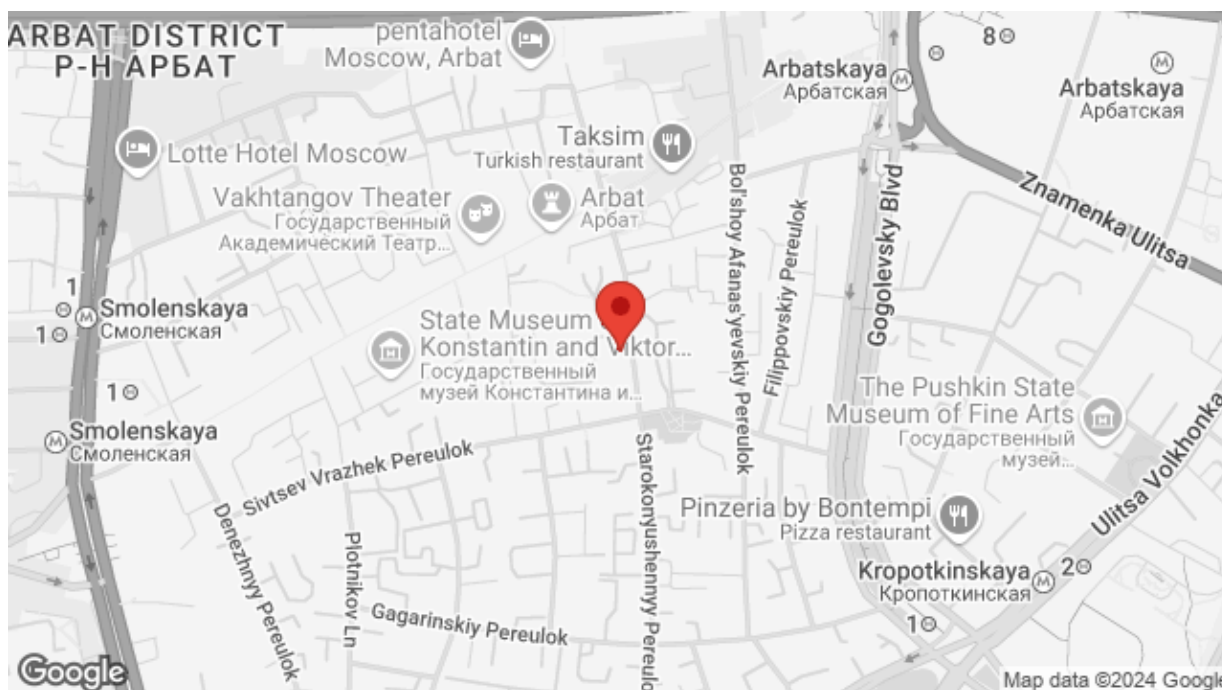 ARBAT DISTRICT
Р-Н АРБАТ
pentahotel
Moscow, Arbat
8
Arbatskaya
Арбатская
Arbatskaya
Арбатская
Lotte Hotel Moscow
Taksim
Turkish restaurant
Vakhtangov Theater
Государственный
Академический Театр...
Arbat
Арбат
Bol'shoy Afanas'yevskiy Pereulok
Filippovskiy Pereulok
Gogolevsky Blvd
Znamenka Ulitsa
1
Smolenskaya
Смоленская
1
State Museum
Konstantin and Viktor...
Государственный
музей Константина и...
1
Smolenskaya
Смоленская
The Pushkin State
Museum of Fine Arts
Государственный
музей...
Sivtsev Vrazhek Pereulok
Starokonyushennyy Pereulok
Denezhnyy Pereulok
Plotnikov Ln
Gagarinskiy Pereulok
Pinzeria by Bontempi
Pizza restaurant
Ulitsa Volkhonka
Kropotkinskaya
Кропоткинская
2
1
Google
Map data ©2024 Google